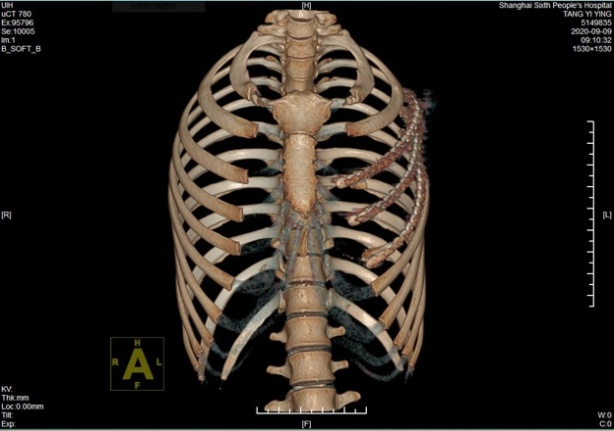 UIH
uCT 780
Ex:95796
Se:10005
Im:1
B_SOFT_B
[H]
Shanghai Sixth People's Hospital
TANG YI YING
5149835
2020-09-09
09:10:32
1530×1530
[R]
[L]
H
R A L
F
KV:
Thk:mm
Loc:0.00mm
Tilt:
Exp:
[F]
W:0
C:0